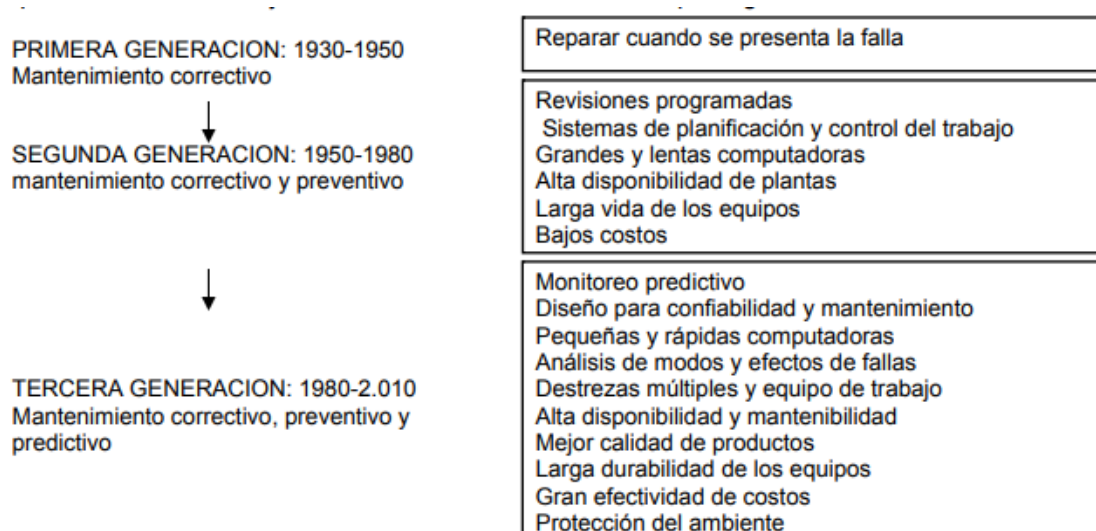 PRIMERA GENERACION: 1930-1950
Mantenimiento correctivo
Reparar cuando se presenta la falla
SEGUNDA GENERACION: 1950-1980
mantenimiento correctivo y preventivo
Revisiones programadas
Sistemas de planificación y control del trabajo
Grandes y lentas computadoras
Alta disponibilidad de plantas
Larga vida de los equipos
Bajos costos
TERCERA GENERACION: 1980-2.010
Mantenimiento correctivo, preventivo y
predictivo
Monitoreo predictivo
Diseño para confiabilidad y mantenimiento
Pequeñas y rápidas computadoras
Análisis de modos y efectos de fallas
Destrezas múltiples y equipo de trabajo
Alta disponibilidad y mantenibilidad
Mejor calidad de productos
Larga durabilidad de los equipos
Gran efectividad de costos
Protección del ambiente